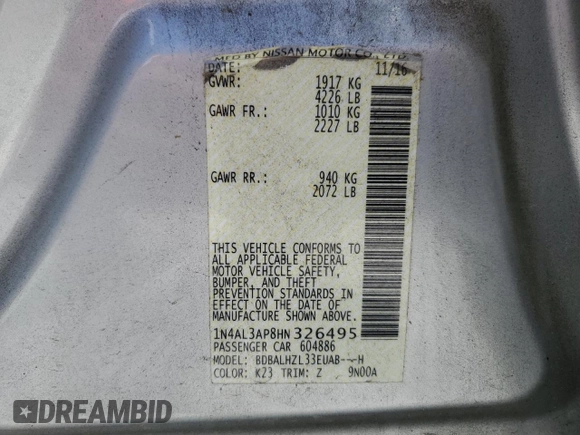 MFD BY NISSAN MOTOR CO., LTD.
DATE: 11/16
GVWR: 1917 KG
4226 LB
GAWR FR.: 1010 KG
2227 LB
GAWR RR.: 940 KG
2072 LB
THIS VEHICLE CONFORMS TO
ALL APPLICABLE FEDERAL
MOTOR VEHICLE SAFETY,
BUMPER, AND THEFT
PREVENTION STANDARDS IN
EFFECT ON THE DATE OF
MANUFACTURE SHOWN ABOVE.
1N4AL3AP8HN326495
PASSENGER CAR 604886
MODEL: BDBALHZL33EUAB---H
COLOR: K23 TRIM: Z 9N00A
DREAMBID